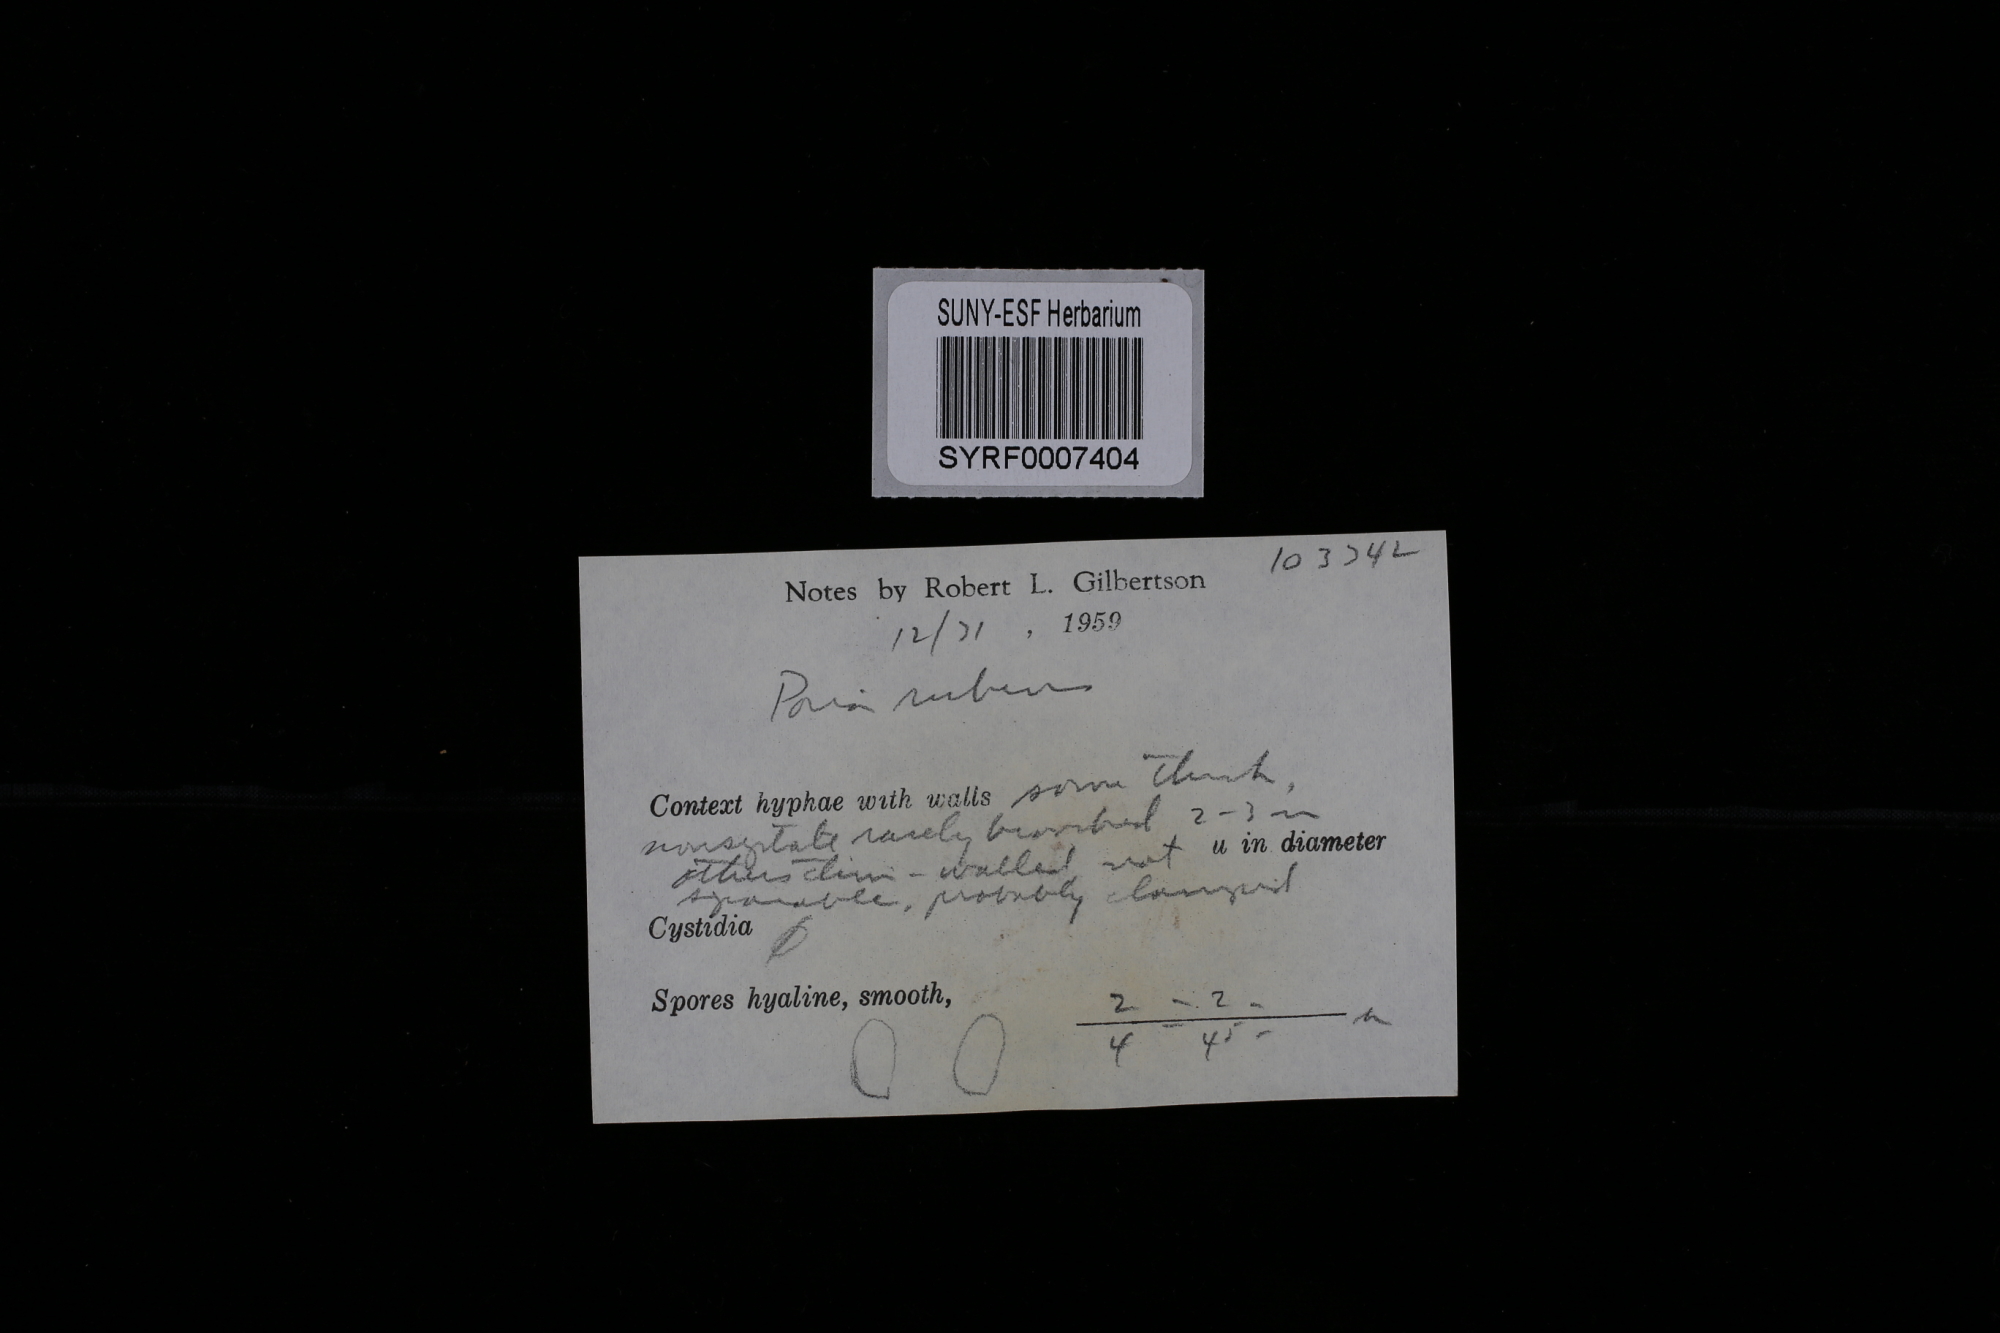 SUNY-ESF Herbarium
SYRF0007404
103342
Notes by Robert L. Gilbertson
12/31, 1959
Poria rubens
Context hyphae with walls some thick,
nonseptate rarely branched 2-3 u
u in diameter
others thin-walled not
separable, probably clamped
Cystidia 0
Spores hyaline, smooth,
2 - 2 -
4 - 45 - u